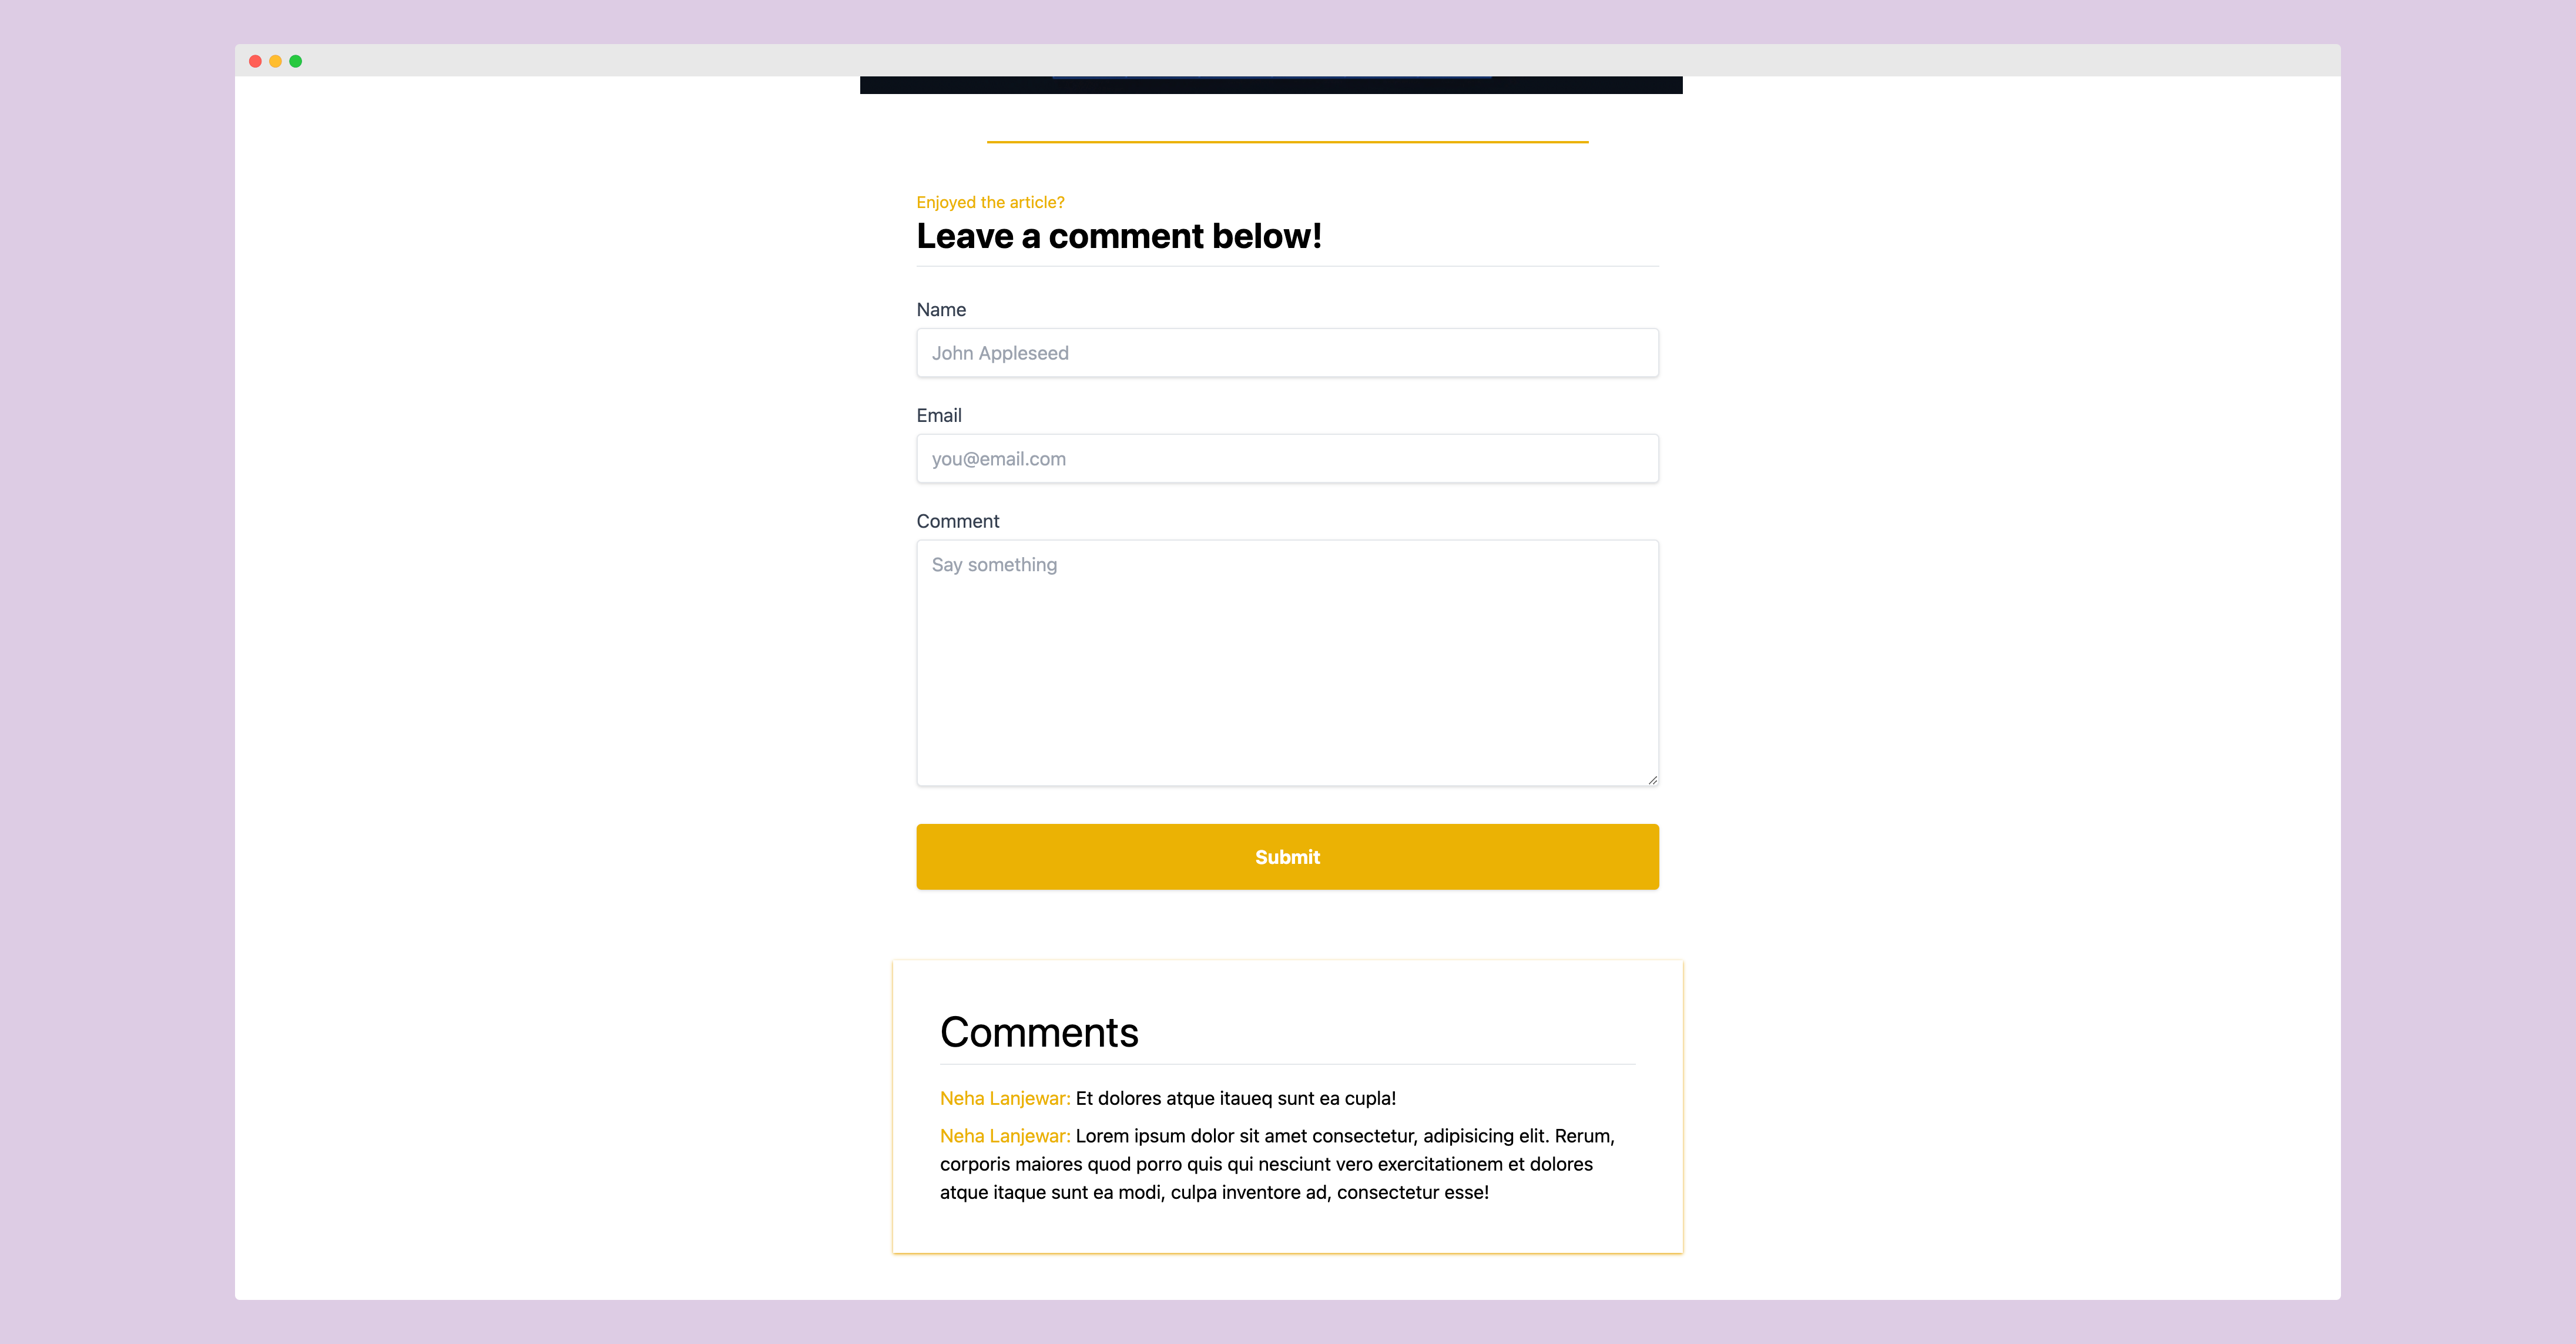 Enjoyed the article?
Leave a comment below!
Name
John Appleseed
Email
you@email.com
Comment
Say something
Submit
Comments
Neha Lanjewar: Et dolores atque itaueq sunt ea cupla!
Neha Lanjewar: Lorem ipsum dolor sit amet consectetur, adipisicing elit. Rerum,
corporis maiores quod porro quis qui nesciunt vero exercitationem et dolores
atque itaque sunt ea modi, culpa inventore ad, consectetur esse!